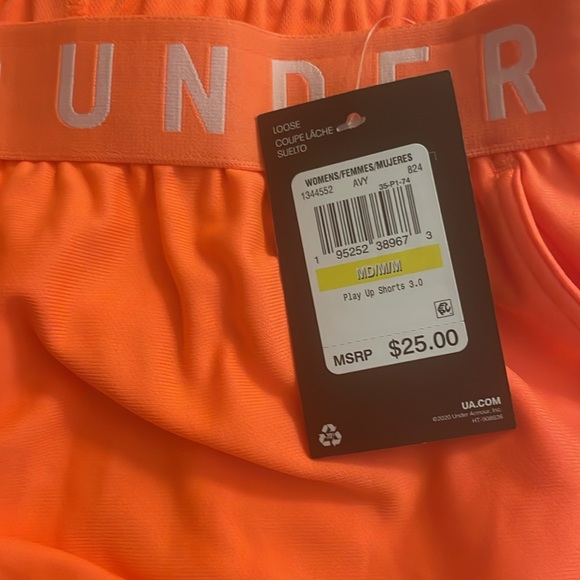 UNDER
LOOSE
COUPE LÂCHE
SUELTO
WOMENS/FEMMES/MUJERES
1344552 AVY 824
35-P1-74
1 95252 38967 3
MD/M/M
Play Up Shorts 3.0
MSRP $25.00
UA.COM
©2020 Under Armour, Inc.